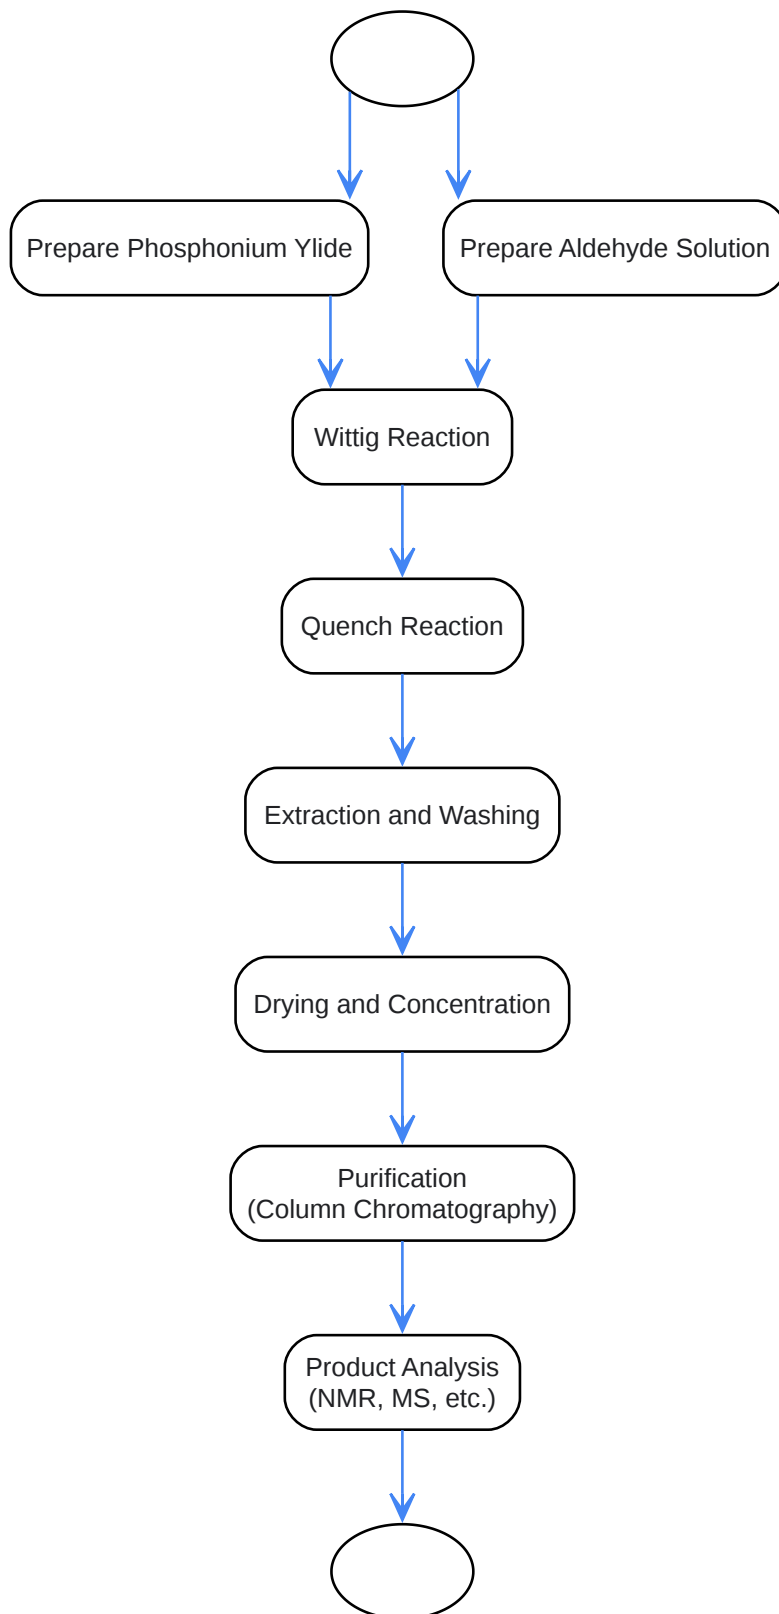 Prepare Phosphonium Ylide
Prepare Aldehyde Solution
Wittig Reaction
Quench Reaction
Extraction and Washing
Drying and Concentration
Purification
(Column Chromatography)
Product Analysis
(NMR, MS, etc.)